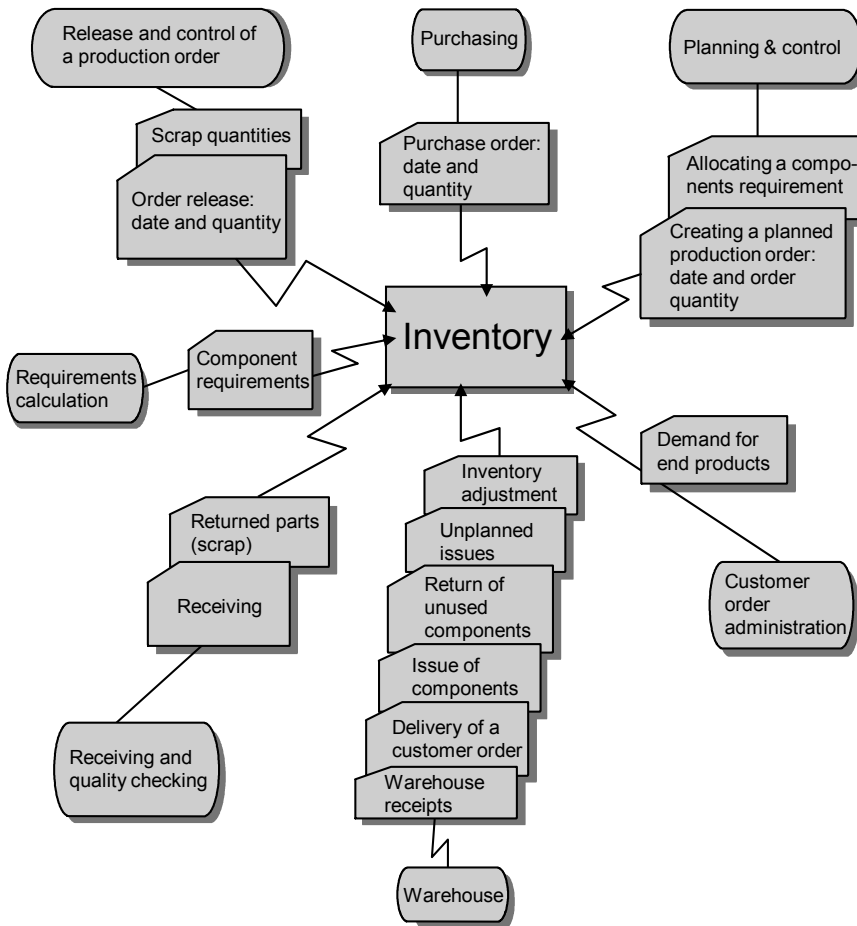 Release and control of
a production order
Purchasing
Planning & control
Scrap quantities
Order release:
date and quantity
Purchase order:
date and
quantity
Allocating a compo-
nents requirement
Creating a planned
production order:
date and order
quantity
Inventory
Requirements
calculation
Component
requirements
Demand for
end products
Inventory
adjustment
Returned parts
(scrap)
Unplanned
issues
Receiving
Return of
unused
components
Customer
order
administration
Issue of
components
Delivery of a
customer order
Receiving and
quality checking
Warehouse
receipts
Warehouse